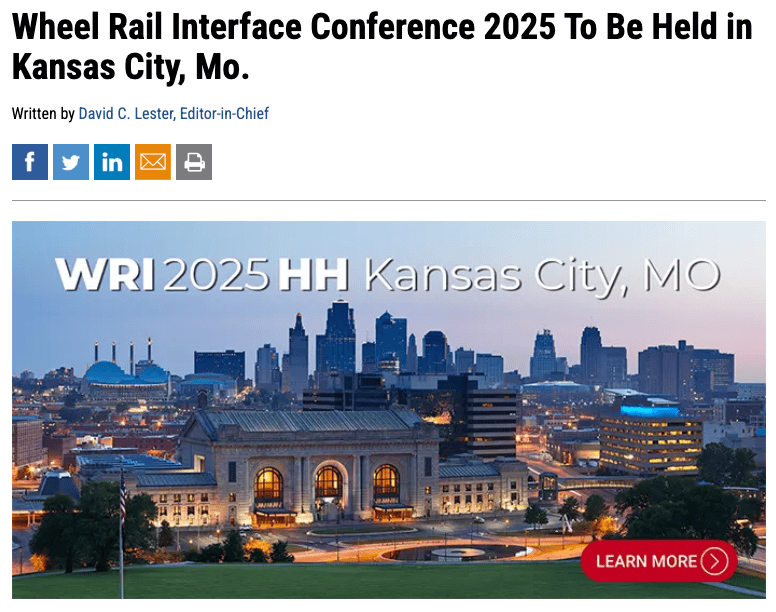 Wheel Rail Interface Conference 2025 To Be Held in
Kansas City, Mo.
Written by David C. Lester, Editor-in-Chief
WRI 2025 HH Kansas City, MO
LEARN MORE